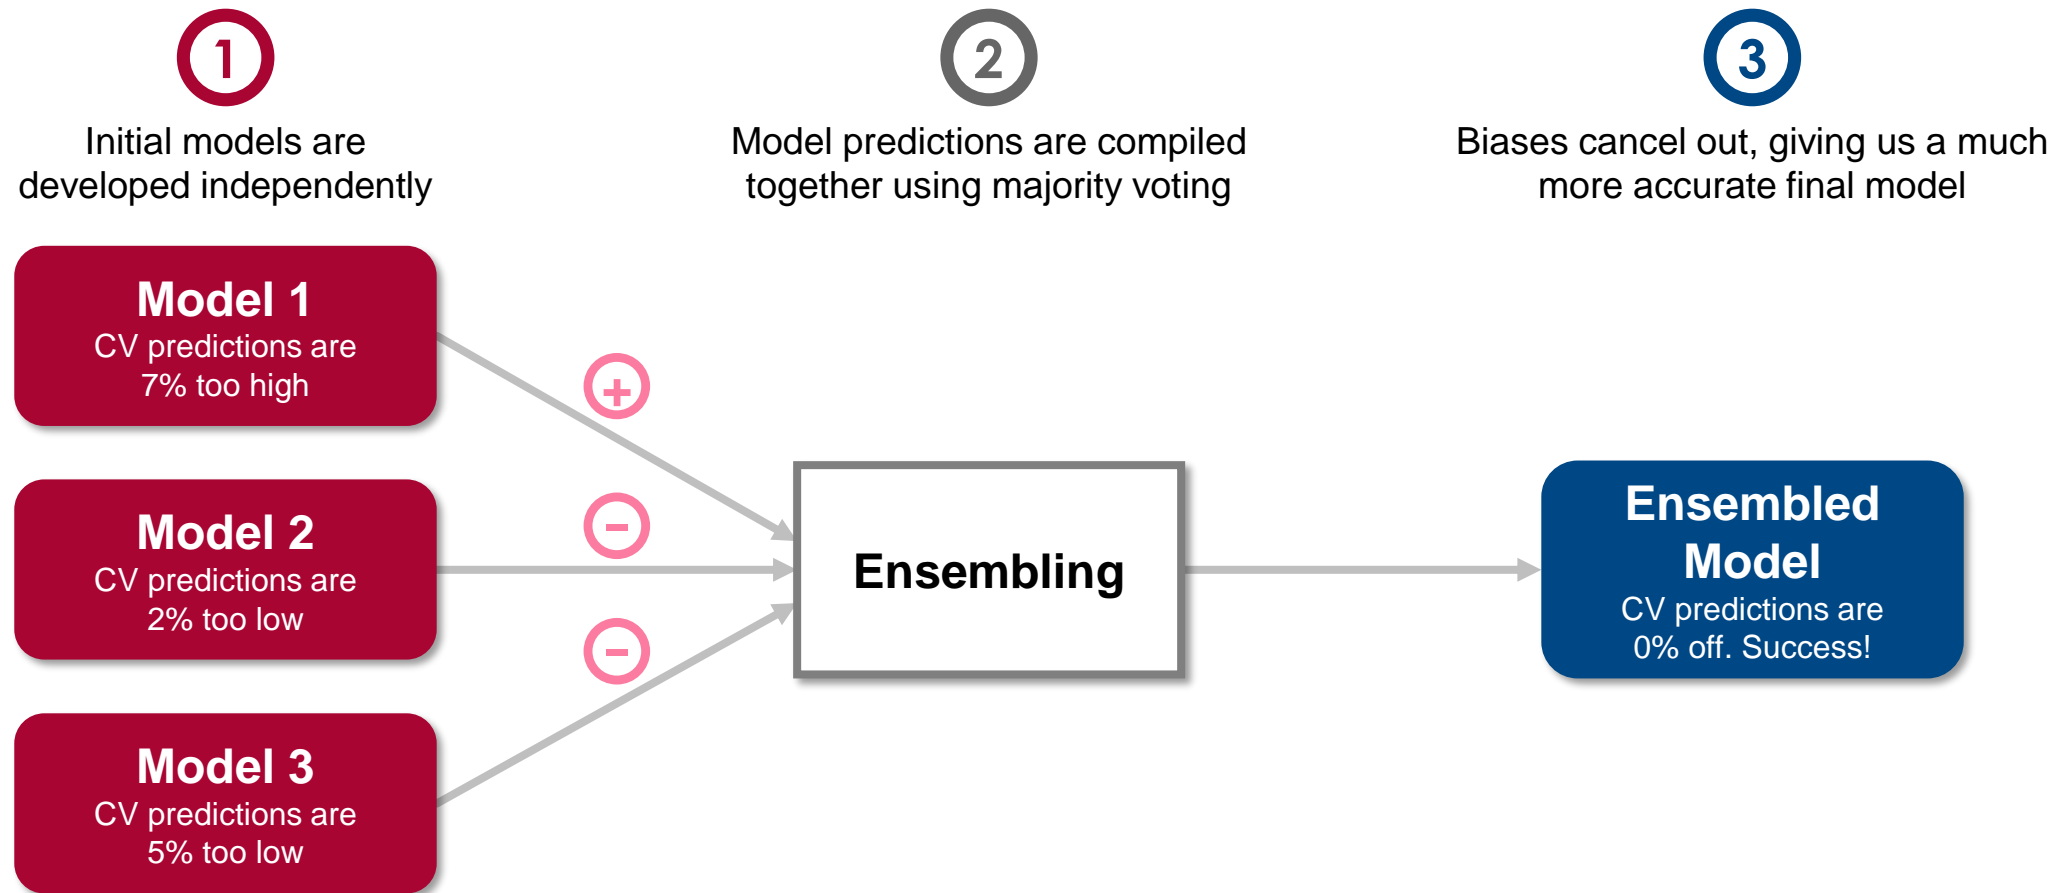 1
Initial models are
developed independently
2
Model predictions are compiled
together using majority voting
3
Biases cancel out, giving us a much
more accurate final model
Model 1
CV predictions are
7% too high
+
Model 2
CV predictions are
2% too low
-
Model 3
CV predictions are
5% too low
-
Ensembling
Ensembled
Model
CV predictions are
0% off. Success!